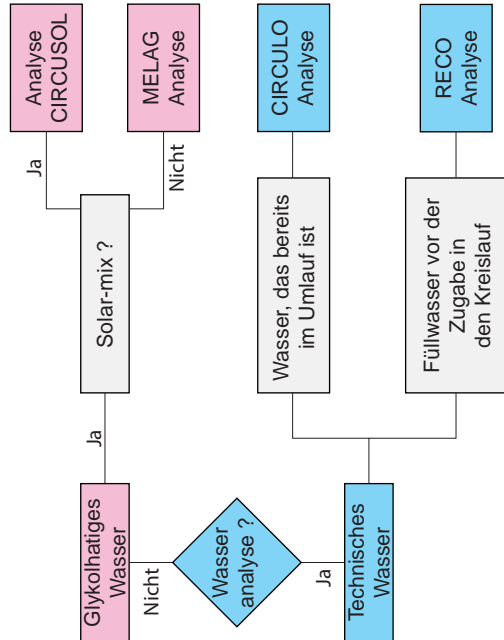 Wasser
analyse ?
Nicht
Glykolhatiges
Wasser
Ja
Solar-mix ?
Ja
Analyse
CIRCUSOL
Nicht
MELAG
Analyse
Ja
Technisches
Wasser
Wasser, das bereits
im Umlauf ist
CIRCULO
Analyse
Füllwasser vor der
Zugabe in
den Kreislauf
RECO
Analyse